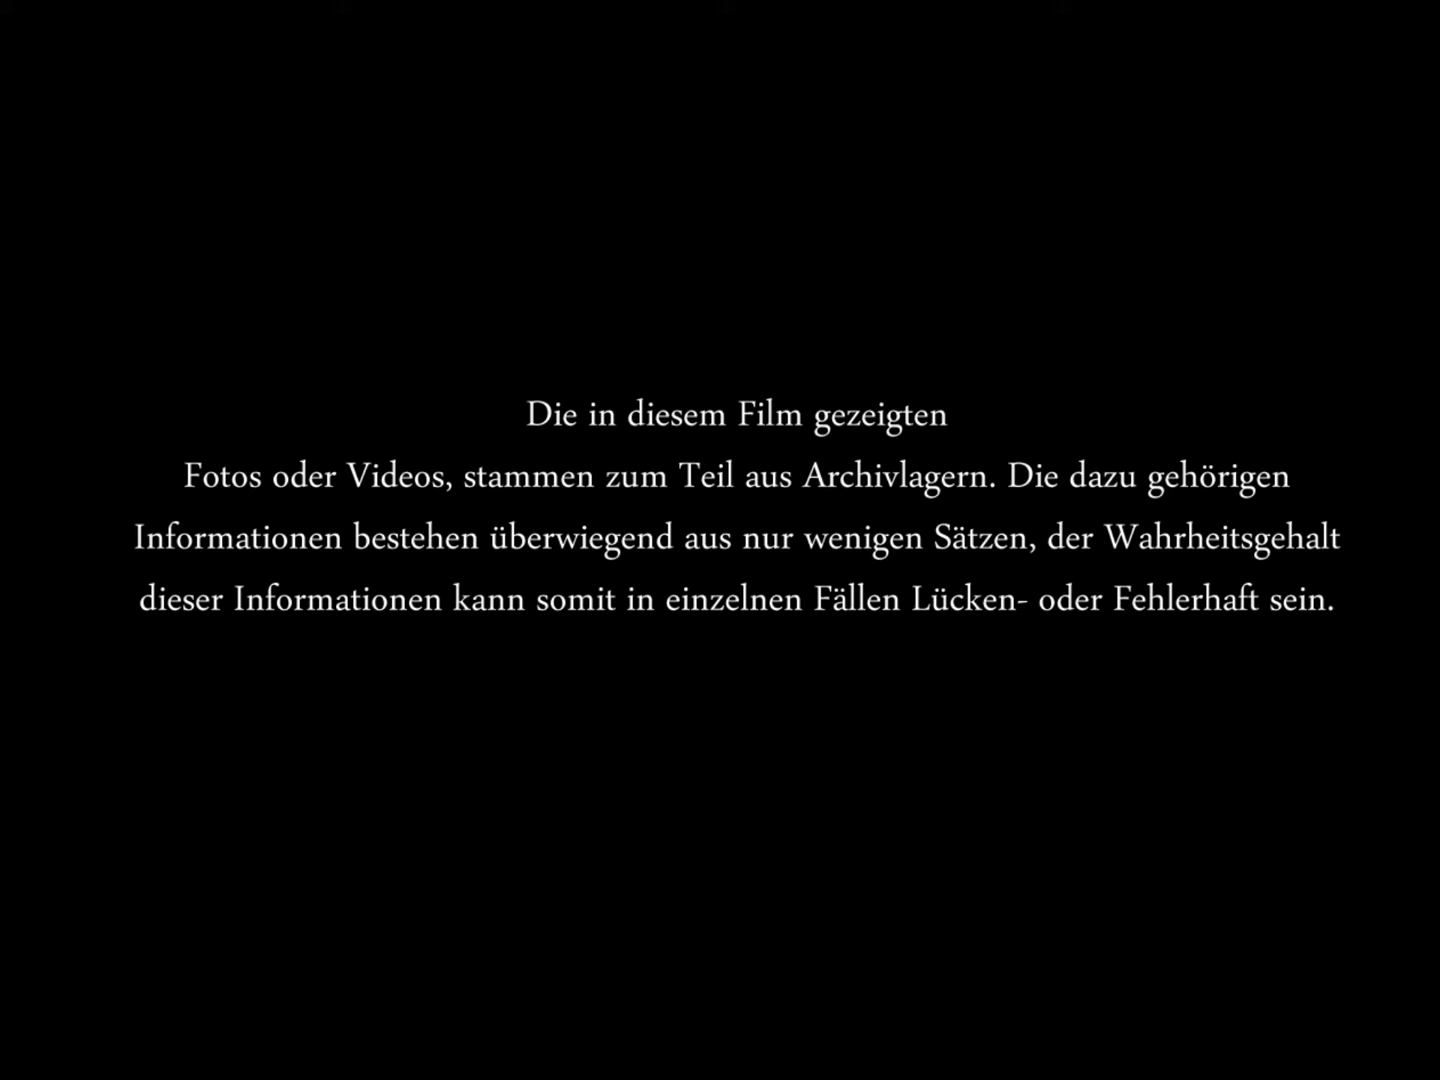 Die in diesem Film gezeigten
Fotos oder Videos, stammen zum Teil aus Archivlagern. Die dazu gehörigen
Informationen bestehen überwiegend aus nur wenigen Sätzen, der Wahrheitsgehalt
dieser Informationen kann somit in einzelnen Fällen Lücken- oder Fehlerhaft sein.